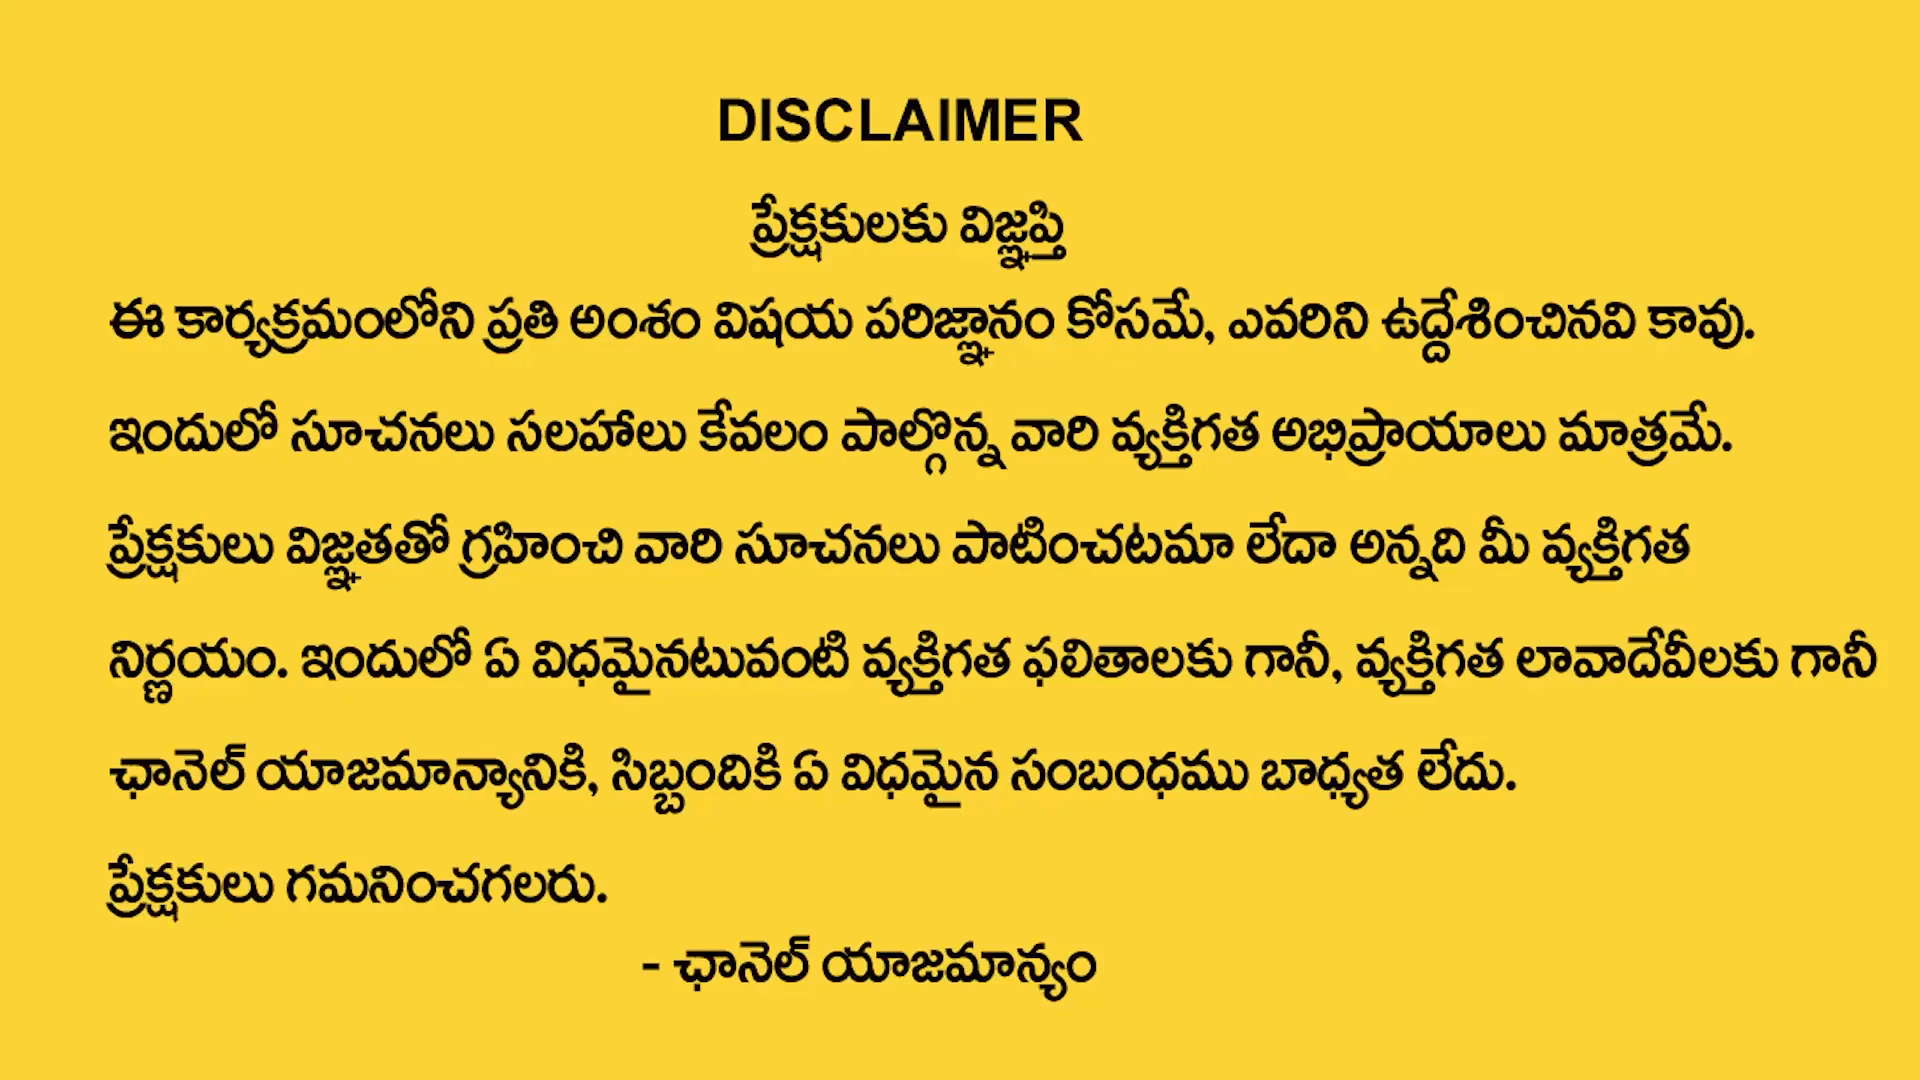 DISCLAIMER
ప్రేక్షకులకు విజ్ఞప్తి
ఈ కార్యక్రమంలోని ప్రతి అంశం విషయ పరిజ్ఞానం కోసమే, ఎవరిని ఉద్దేశించినవి కావు.
ఇందులో సూచనలు సలహాలు కేవలం పాల్గొన్న వారి వ్యక్తిగత అభిప్రాయాలు మాత్రమే.
ప్రేక్షకులు విజ్ఞతతో గ్రహించి వారి సూచనలు పాటించటమా లేదా అన్నది మీ వ్యక్తిగత
నిర్ణయం. ఇందులో ఏ విధమైనటువంటి వ్యక్తిగత ఫలితాలకు గానీ, వ్యక్తిగత లావాదేవీలకు గానీ
ఛానెల్ యాజమాన్యానికి, సిబ్బందికి ఏ విధమైన సంబంధము బాధ్యత లేదు.
ప్రేక్షకులు గమనించగలరు.
- ఛానెల్ యాజమాన్యం